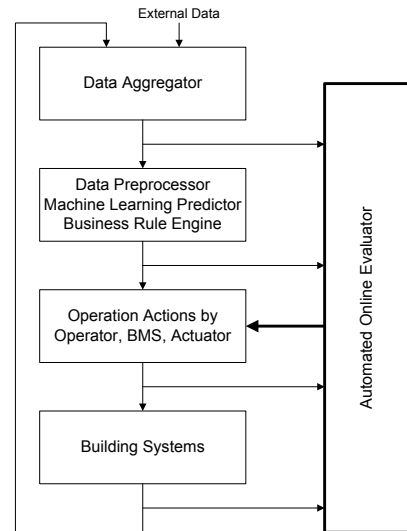 External Data
Data Aggregator
Data Preprocessor
Machine Learning Predictor
Business Rule Engine
Operation Actions by
Operator, BMS, Actuator
Building Systems
Automated Online Evaluator